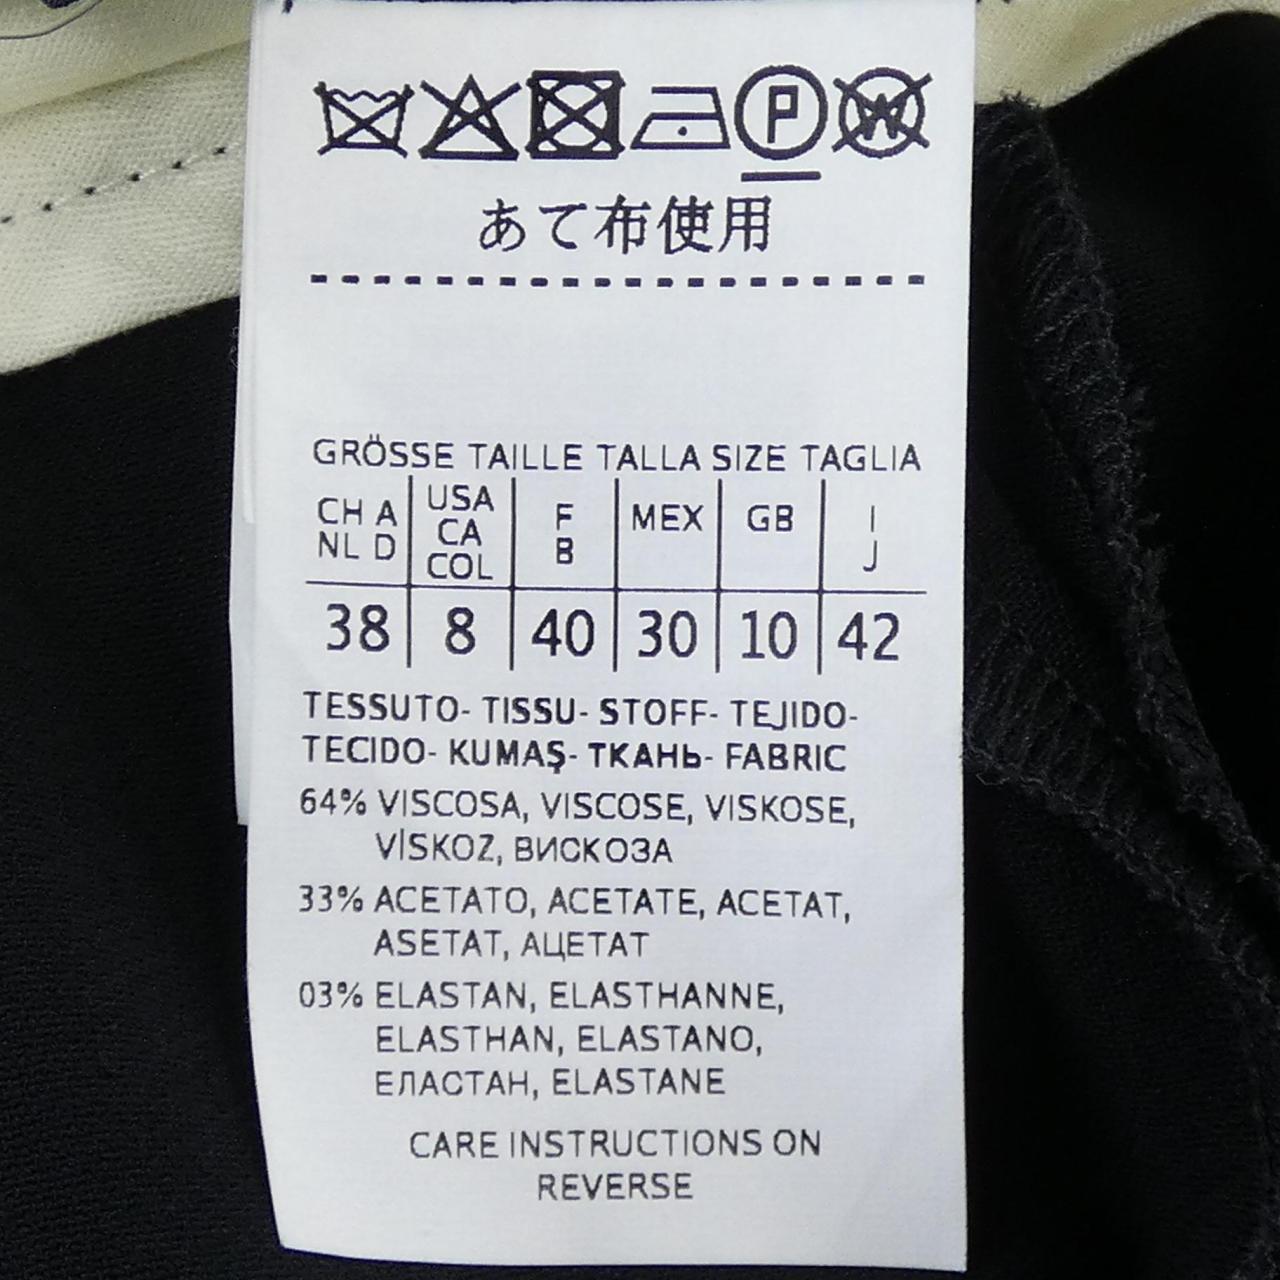 P W
あて布使用
GRÖSSE TAILLE TALLA SIZE TAGLIA
CH A NL D USA CA COL F B MEX GB I J
38 8 40 30 10 42
TESSUTO- TISSU- STOFF- TEJIDO-
TECIDO- KUMAŞ- ТКАНЬ- FABRIC
64% VISCOSA, VISCOSE, VISKOSE,
VİSKOZ, ВИСКОЗА
33% ACETATO, ACETATE, ACETAT,
ASETAT, АЦЕТАТ
03% ELASTAN, ELASTHANNE,
ELASTHAN, ELASTANO,
ЕЛАСТАН, ELASTANE
CARE INSTRUCTIONS ON
REVERSE